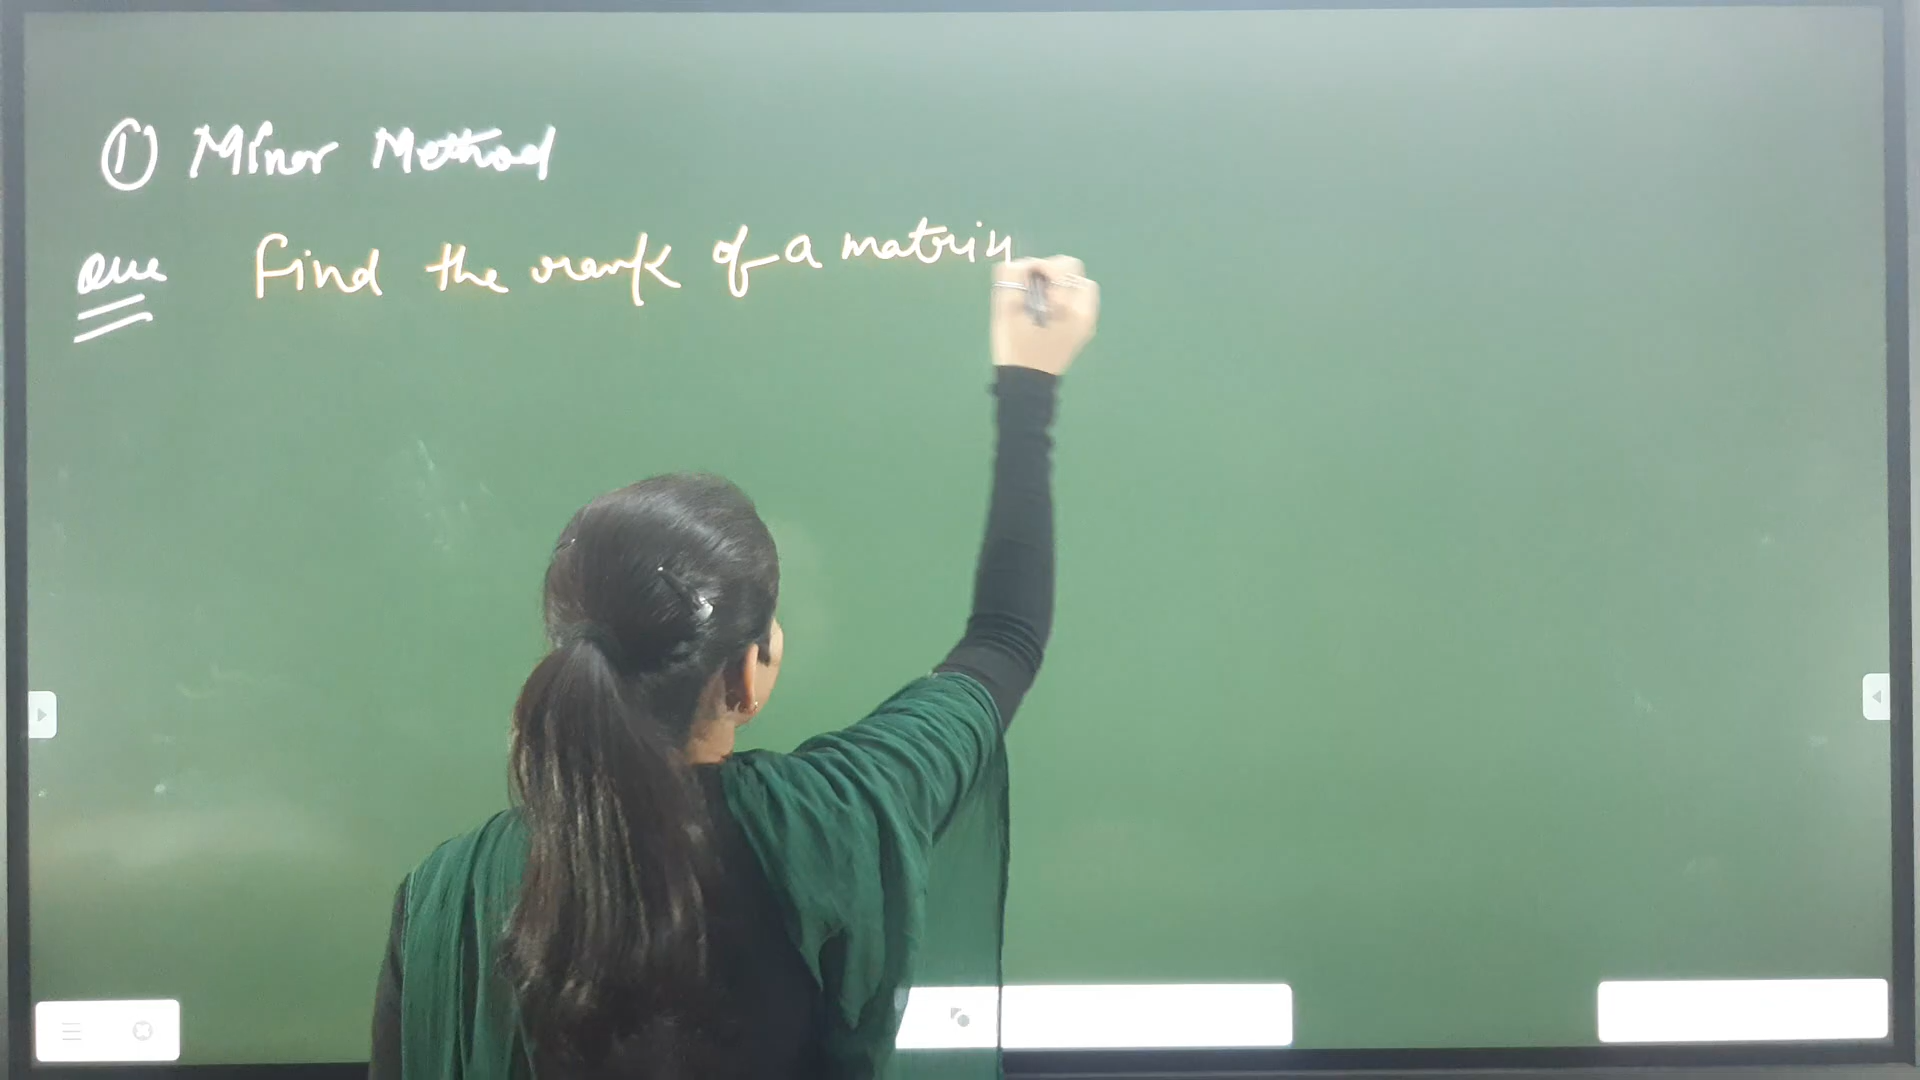 ① Minor Method
Que Find the rank of a matrix